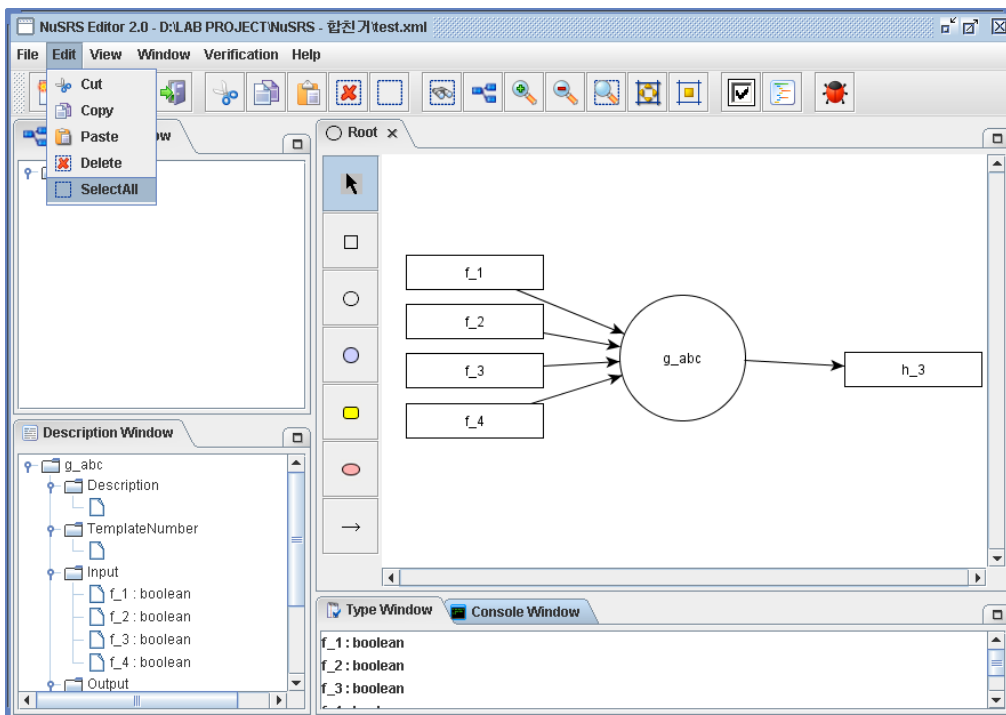 NuSRS Editor 2.0 - D:\LAB PROJECT\NuSRS - 합친거\test.xml
File Edit View Window Verification Help
Cut
Copy
Paste
Delete
SelectAll
Root
f_1
f_2
f_3
f_4
g_abc
h_3
Description Window
g_abc
Description
TemplateNumber
Input
f_1 : boolean
f_2 : boolean
f_3 : boolean
f_4 : boolean
Output
Type Window
Console Window
f_1 : boolean
f_2 : boolean
f_3 : boolean